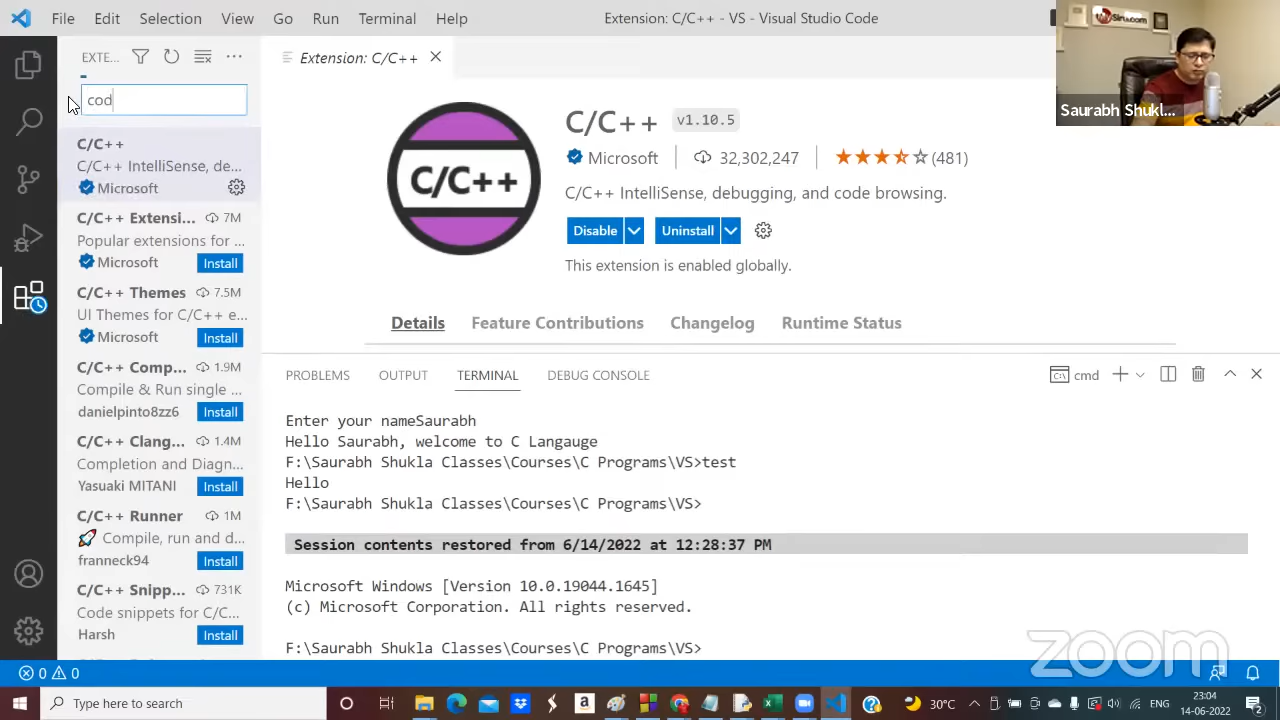 File Edit Selection View Go Run Terminal Help
Extension: C/C++ - VS - Visual Studio Code
EXTE...
cod
C/C++
C/C++ IntelliSense, de...
Microsoft
C/C++ Extensi... 7M
Popular extensions for ...
Microsoft Install
C/C++ Themes 7.5M
UI Themes for C/C++ e...
Microsoft Install
C/C++ Comp... 1.9M
Compile & Run single ...
danielpinto8zz6 Install
C/C++ Clang... 1.4M
Completion and Diagn...
Yasuaki MITANI Install
C/C++ Runner 1M
🚀 Compile, run and d...
franneck94 Install
C/C++ Snipp... 731K
Code snippets for C/C...
Harsh Install
Extension: C/C++
C/C++
C/C++ v1.10.5
Microsoft 32,302,247 (481)
C/C++ IntelliSense, debugging, and code browsing.
Disable Uninstall
This extension is enabled globally.
Details Feature Contributions Changelog Runtime Status
PROBLEMS OUTPUT TERMINAL DEBUG CONSOLE
cmd
Enter your nameSaurabh
Hello Saurabh, welcome to C Langauge
F:\Saurabh Shukla Classes\Courses\C Programs\VS>test
Hello
F:\Saurabh Shukla Classes\Courses\C Programs\VS>
Session contents restored from 6/14/2022 at 12:28:37 PM
Microsoft Windows [Version 10.0.19044.1645]
(c) Microsoft Corporation. All rights reserved.
F:\Saurabh Shukla Classes\Courses\C Programs\VS>
Saurabh Shukl...
zoom
0 0
Type here to search
30°C
ENG
23:04
14-06-2022
2